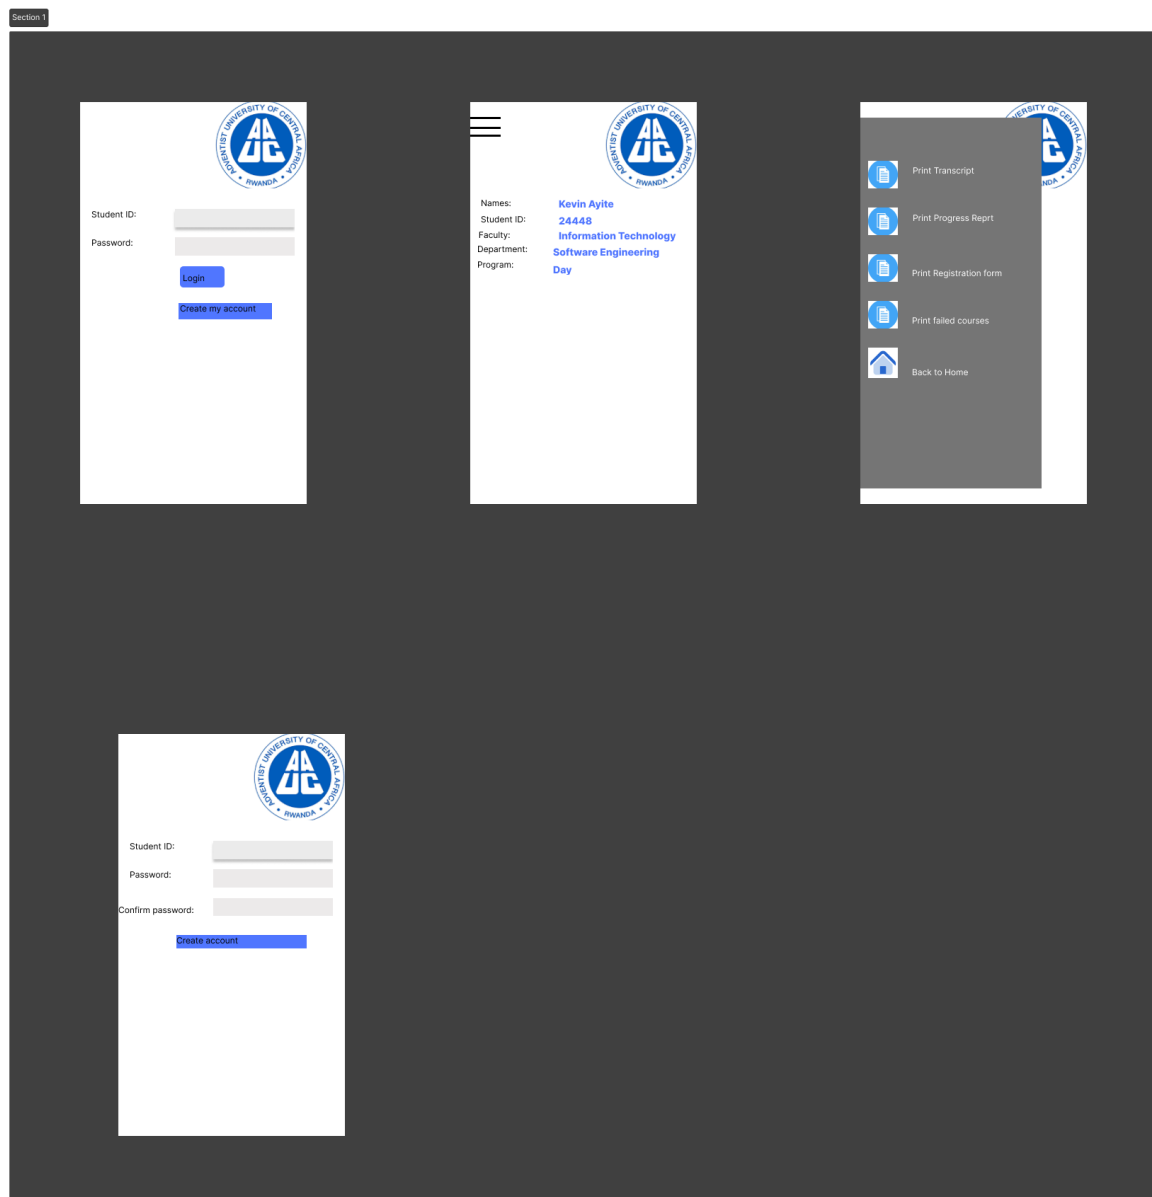 Section 1
ADVENTIST UNIVERSITY OF CENTRAL AFRICA
AUCA
• RWANDA •
Student ID:
Password:
Login
Create my account
ADVENTIST UNIVERSITY OF CENTRAL AFRICA
AUCA
• RWANDA •
Names: Kevin Ayite
Student ID: 24448
Faculty: Information Technology
Department: Software Engineering
Program: Day
Print Transcript
Print Progress Reprt
Print Registration form
Print failed courses
Back to Home
ADVENTIST UNIVERSITY OF CENTRAL AFRICA
AUCA
• RWANDA •
Student ID:
Password:
Confirm password:
Create account